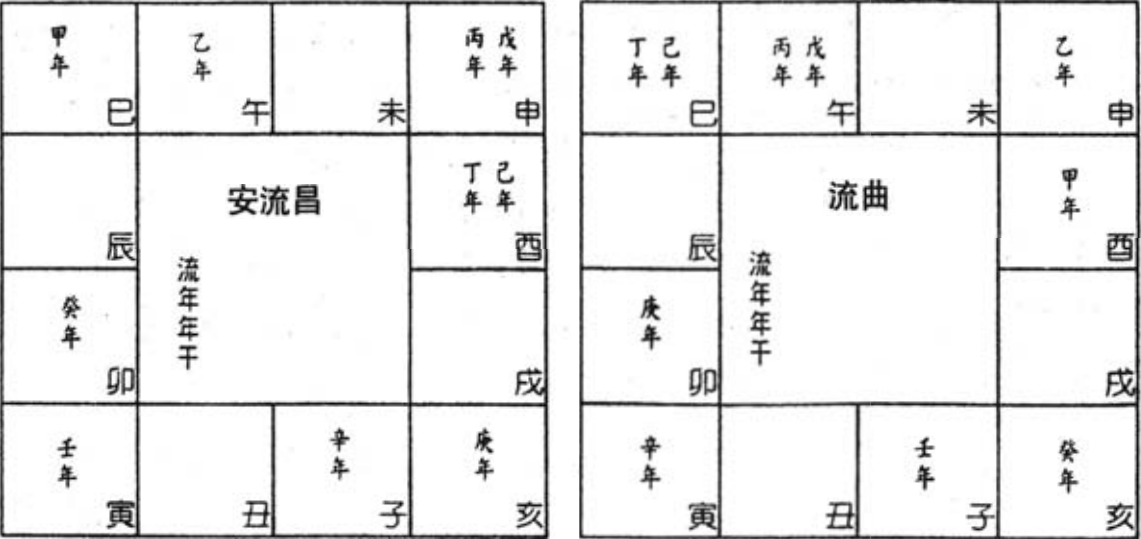 甲年
巳
乙年
午
未
戊年
丙年
申
辰
安流昌
流年年干
己年
丁年
酉
癸年
卯
戌
壬年
寅
丑
辛年
子
庚年
亥
己年
丁年
巳
戊年
丙年
午
未
乙年
申
辰
流曲
流年年干
甲年
酉
庚年
卯
戌
辛年
寅
丑
壬年
子
癸年
亥